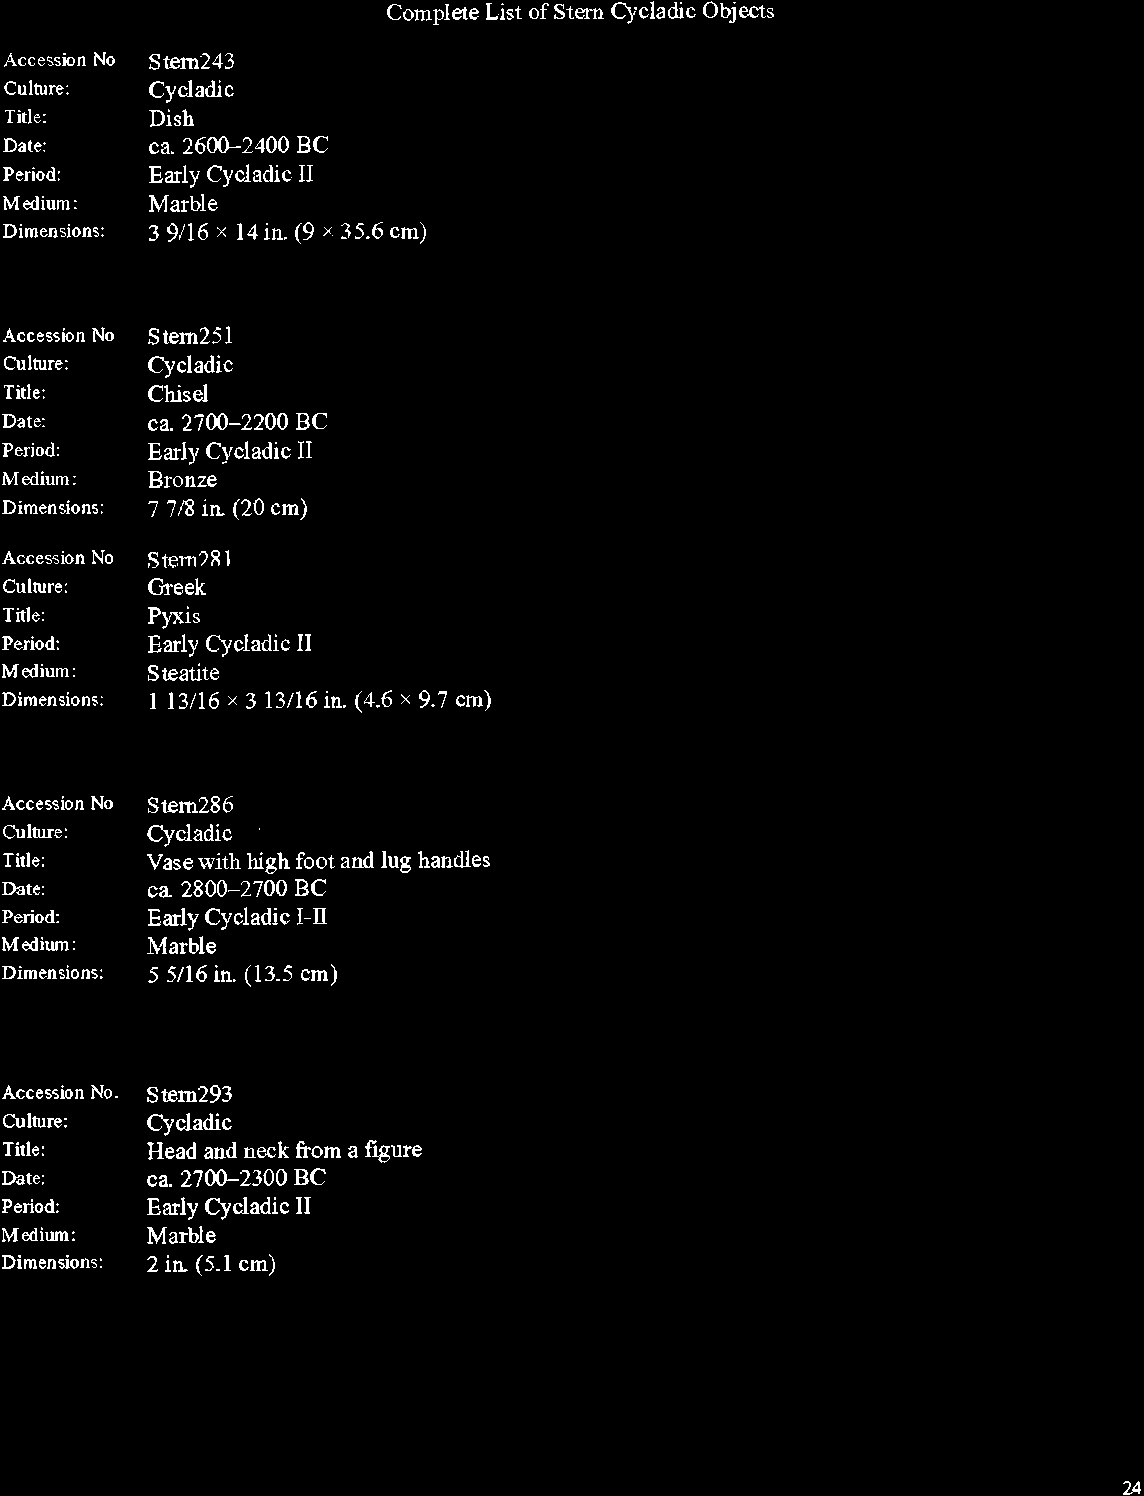 Complete List of Stern Cycladic Objects
Accession No Stern243
Culture: Cycladic
Title: Dish
Date: ca. 2600–2400 BC
Period: Early Cycladic II
Medium: Marble
Dimensions: 3 9/16 × 14 in. (9 × 35.6 cm)
Accession No Stern251
Culture: Cycladic
Title: Chisel
Date: ca. 2700–2200 BC
Period: Early Cycladic II
Medium: Bronze
Dimensions: 7 7/8 in. (20 cm)
Accession No Stern281
Culture: Greek
Title: Pyxis
Period: Early Cycladic II
Medium: Steatite
Dimensions: 1 13/16 × 3 13/16 in. (4.6 × 9.7 cm)
Accession No Stern286
Culture: Cycladic
Title: Vase with high foot and lug handles
Date: ca. 2800–2700 BC
Period: Early Cycladic I-II
Medium: Marble
Dimensions: 5 5/16 in. (13.5 cm)
Accession No. Stern293
Culture: Cycladic
Title: Head and neck from a figure
Date: ca. 2700–2300 BC
Period: Early Cycladic II
Medium: Marble
Dimensions: 2 in. (5.1 cm)
24